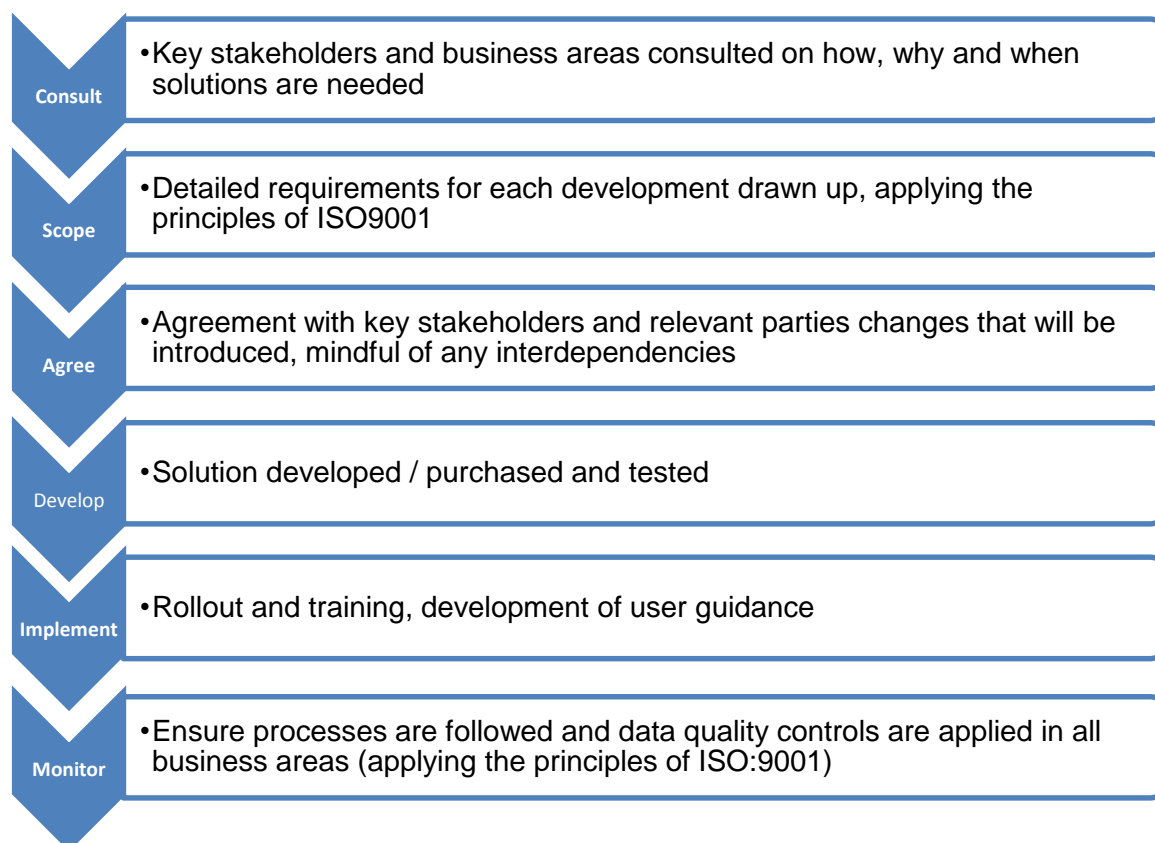 Consult
•Key stakeholders and business areas consulted on how, why and when
solutions are needed
Scope
•Detailed requirements for each development drawn up, applying the
principles of ISO9001
Agree
•Agreement with key stakeholders and relevant parties changes that will be
introduced, mindful of any interdependencies
Develop
•Solution developed / purchased and tested
Implement
•Rollout and training, development of user guidance
Monitor
•Ensure processes are followed and data quality controls are applied in all
business areas (applying the principles of ISO:9001)